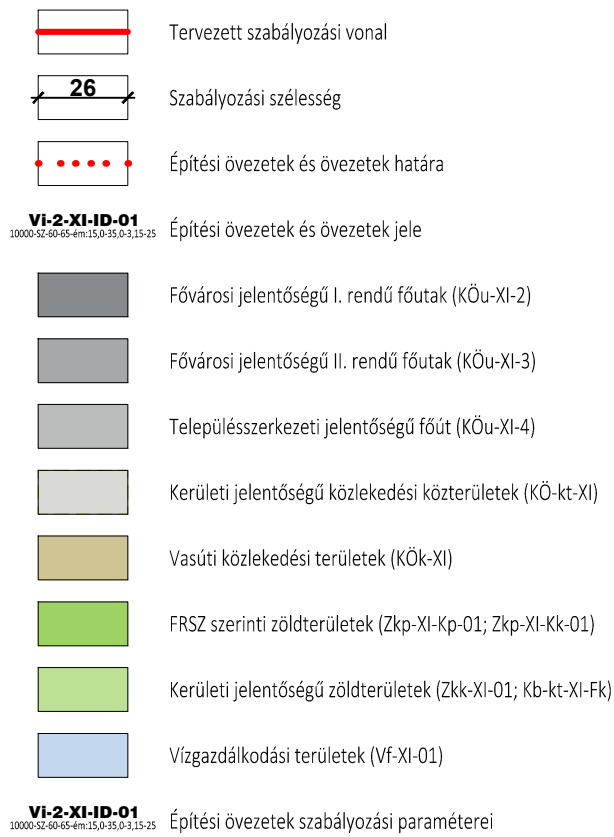 Tervezett szabályozási vonal
26 Szabályozási szélesség
Építési övezetek és övezetek határa
Vi-2-XI-ID-01
10000-SZ-60-65-ém:15,0-35,0-3,15-25
Építési övezetek és övezetek jele
Fővárosi jelentőségű I. rendű főutak (KÖu-XI-2)
Fővárosi jelentőségű II. rendű főutak (KÖu-XI-3)
Településszerkezeti jelentőségű főút (KÖu-XI-4)
Kerületi jelentőségű közlekedési közterületek (KÖ-kt-XI)
Vasúti közlekedési területek (KÖk-XI)
FRSZ szerinti zöldterületek (Zkp-XI-Kp-01; Zkp-XI-Kk-01)
Kerületi jelentőségű zöldterületek (Zkk-XI-01; Kb-kt-XI-Fk)
Vízgazdálkodási területek (Vf-XI-01)
Vi-2-XI-ID-01
10000-SZ-60-65-ém:15,0-35,0-3,15-25
Építési övezetek szabályozási paraméterei